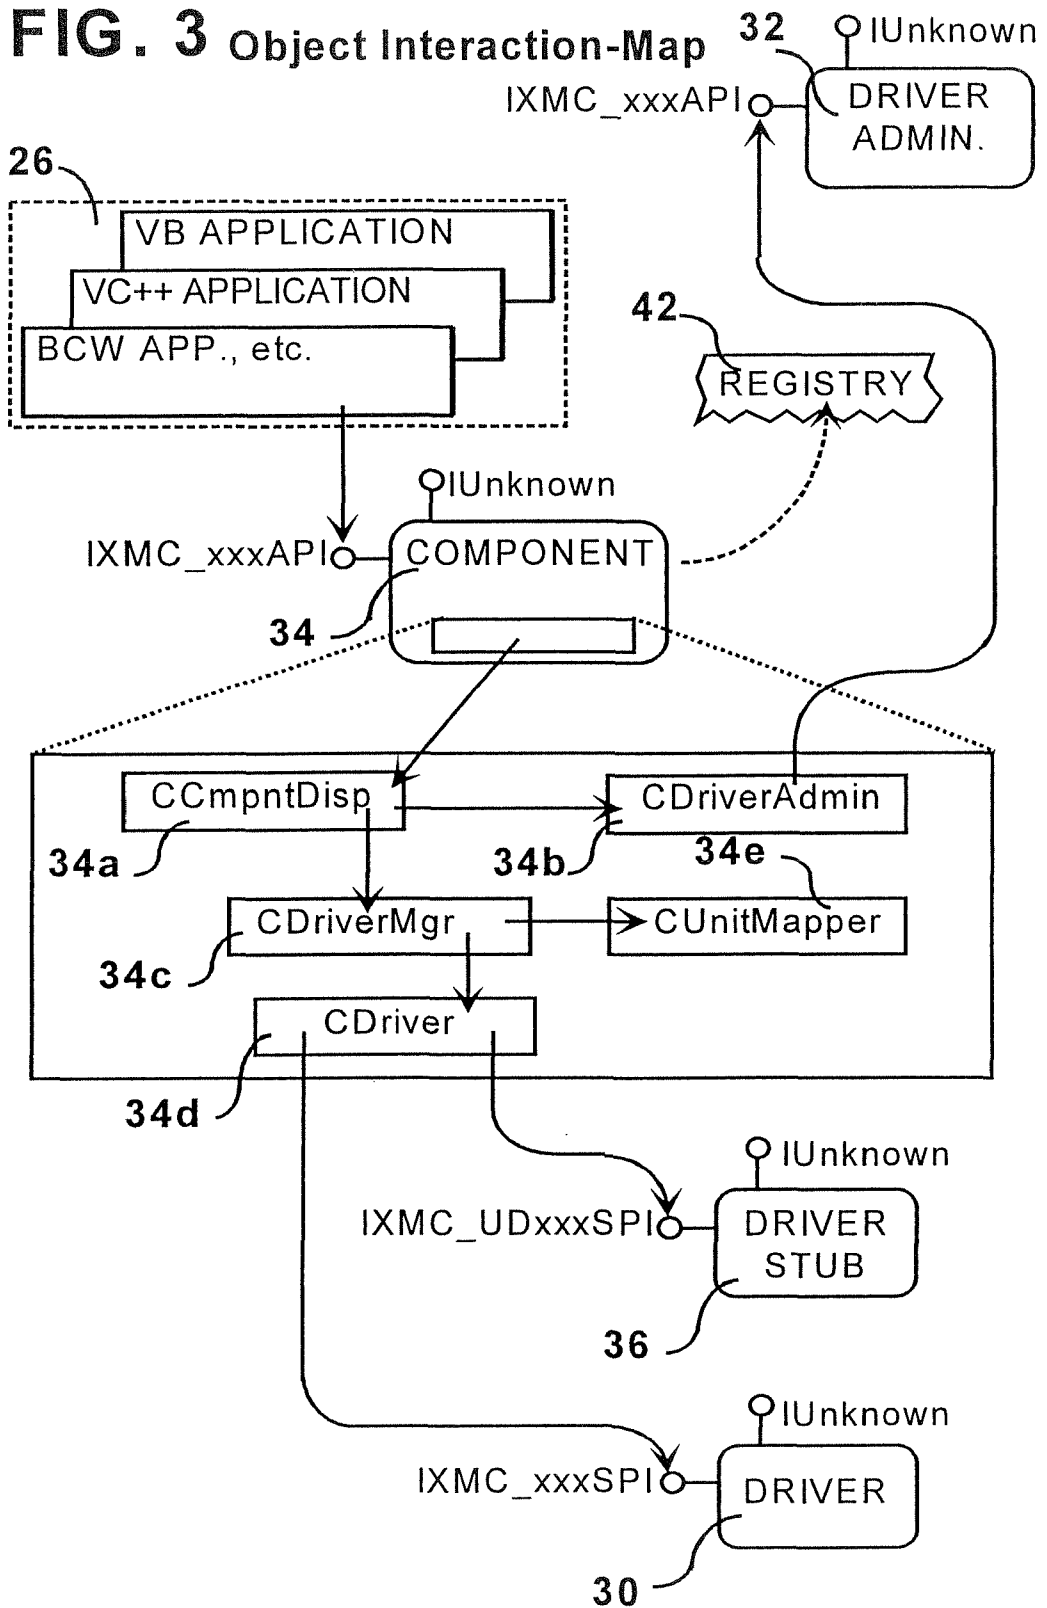 FIG. 3 Object Interaction-Map
32
IUnknown
IXMC_xxxAPI
DRIVER
ADMIN.
26
VB APPLICATION
VC++ APPLICATION
BCW APP., etc.
42
REGISTRY
IUnknown
IXMC_xxxAPI
COMPONENT
34
CCmpntDisp
CDriverAdmin
34a
34b
34e
CDriverMgr
CUnitMapper
34c
CDriver
34d
IUnknown
IXMC_UDxxxSPI
DRIVER
STUB
36
IUnknown
IXMC_xxxSPI
DRIVER
30